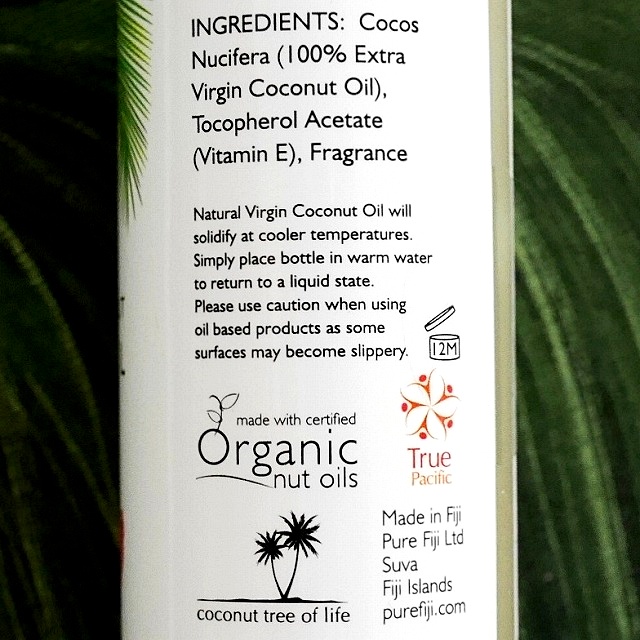 INGREDIENTS: Cocos
Nucifera (100% Extra
Virgin Coconut Oil),
Tocopherol Acetate
(Vitamin E), Fragrance
Natural Virgin Coconut Oil will
solidify at cooler temperatures.
Simply place bottle in warm water
to return to a liquid state.
Please use caution when using
oil based products as some
surfaces may become slippery.
12M
made with certified
Organic
nut oils
True
Pacific
coconut tree of life
Made in Fiji
Pure Fiji Ltd
Suva
Fiji Islands
purefiji.com